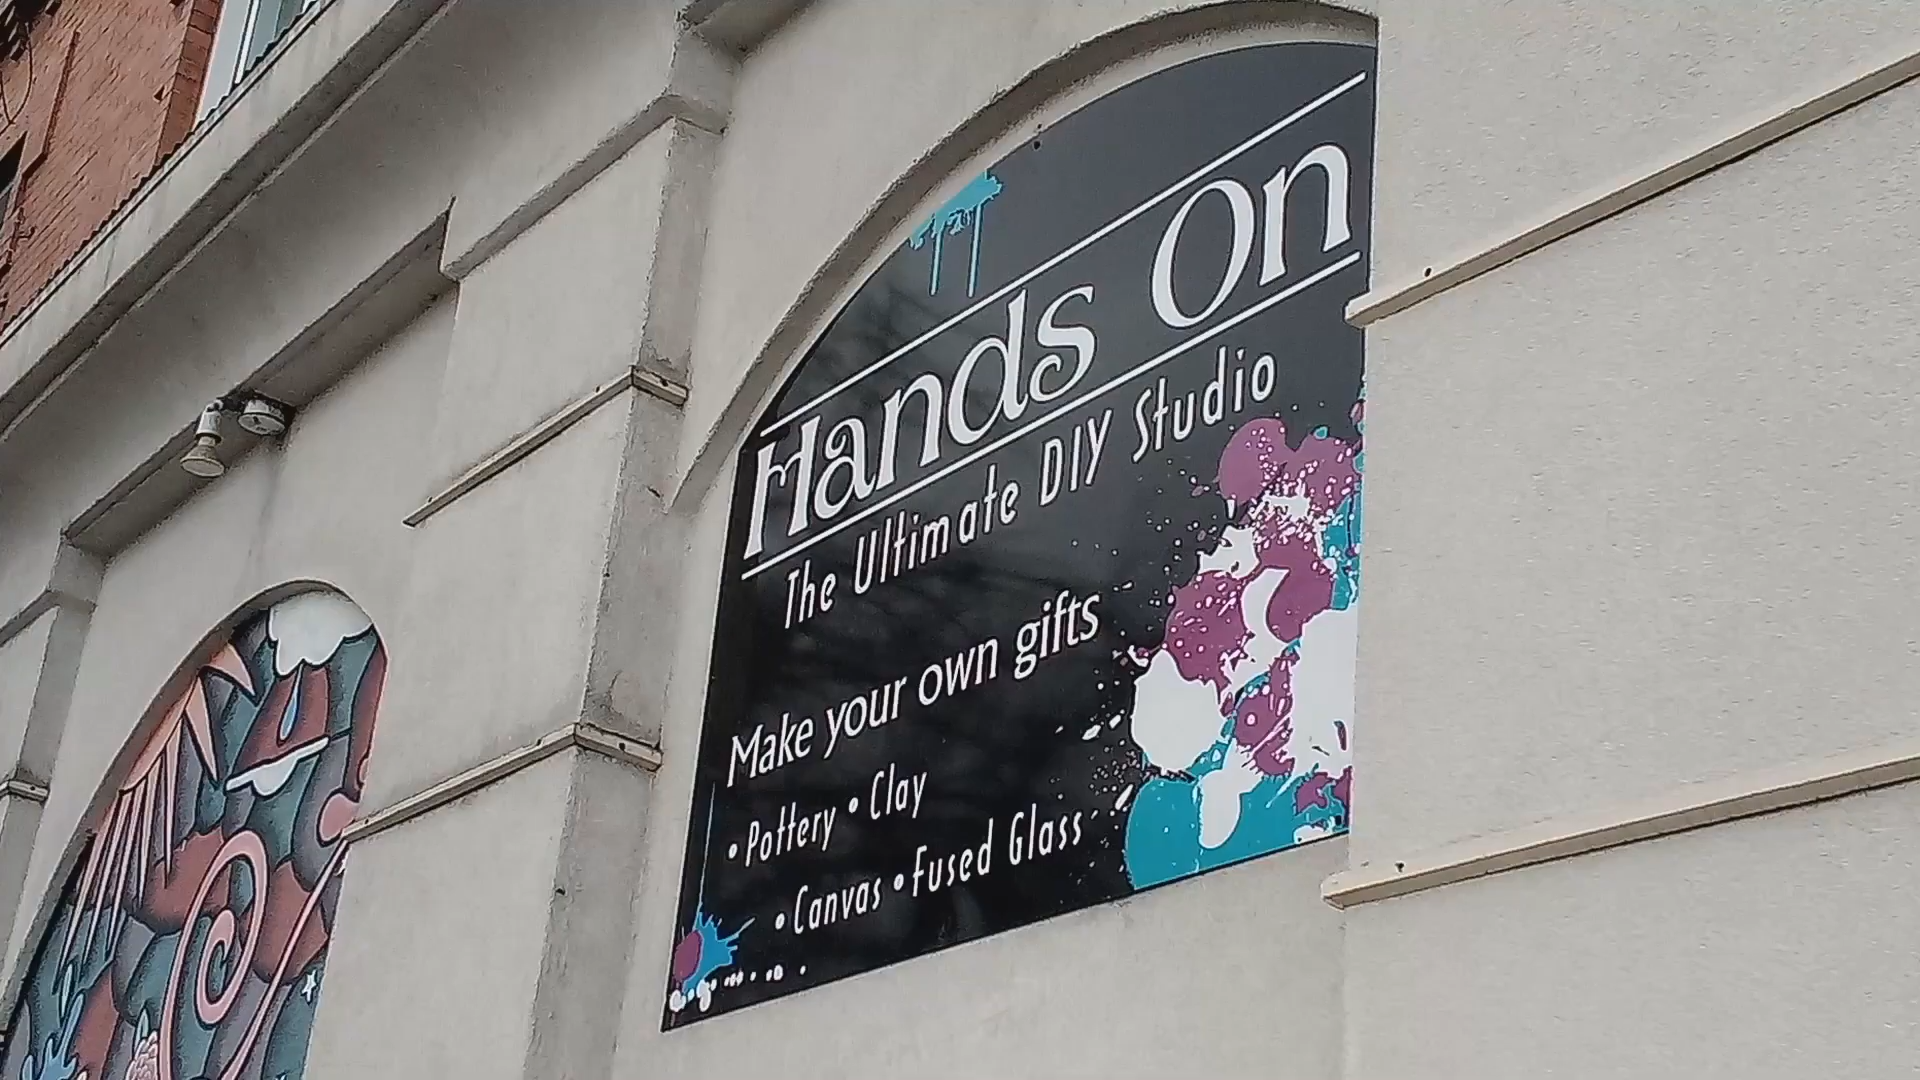 Hands On
The Ultimate DIY Studio
Make your own gifts
• Pottery • Clay
• Canvas • Fused Glass